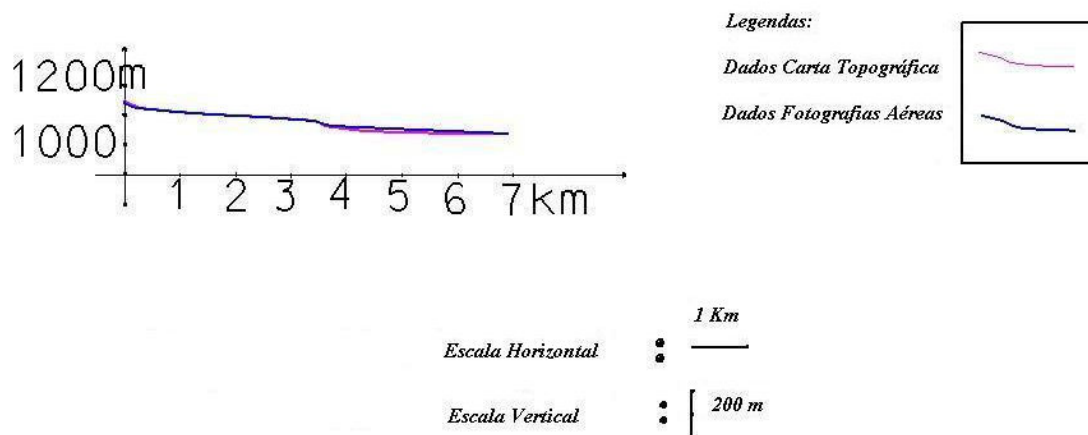 Legendas:
1200m
Dados Carta Topográfica
Dados Fotografias Aéreas
1000
1 2 3 4 5 6 7km
1 Km
Escala Horizontal :
Escala Vertical : 200 m